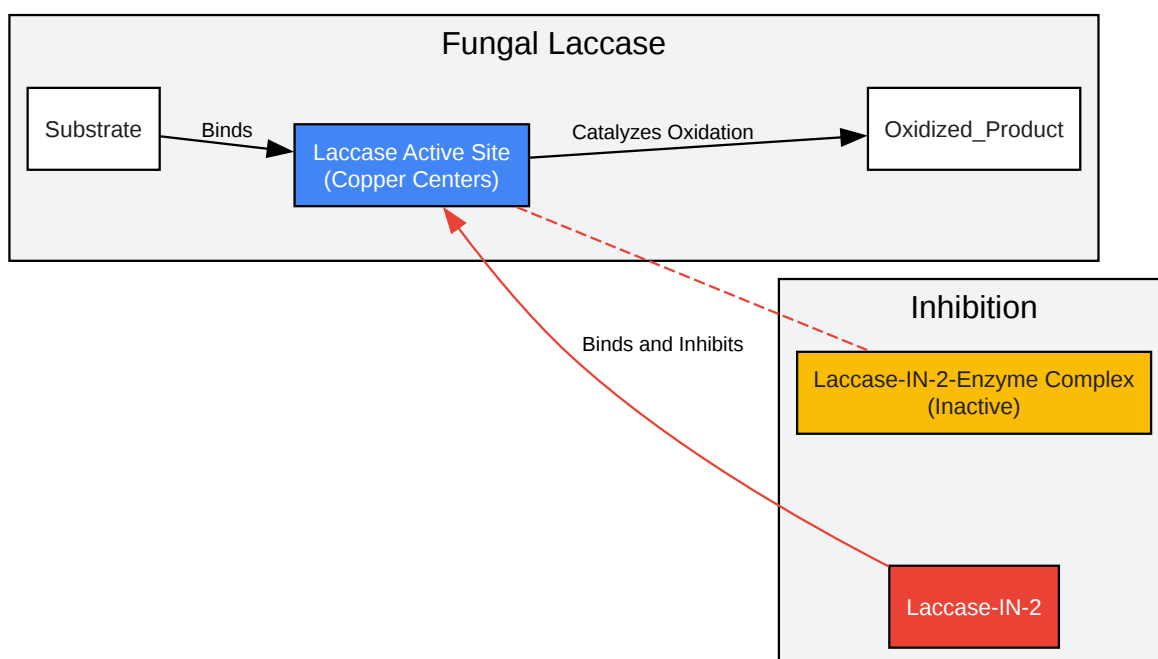 Fungal Laccase
Substrate
Binds
Laccase Active Site
(Copper Centers)
Catalyzes Oxidation
Oxidized_Product
Inhibition
Binds and Inhibits
Laccase-IN-2-Enzyme Complex
(Inactive)
Laccase-IN-2